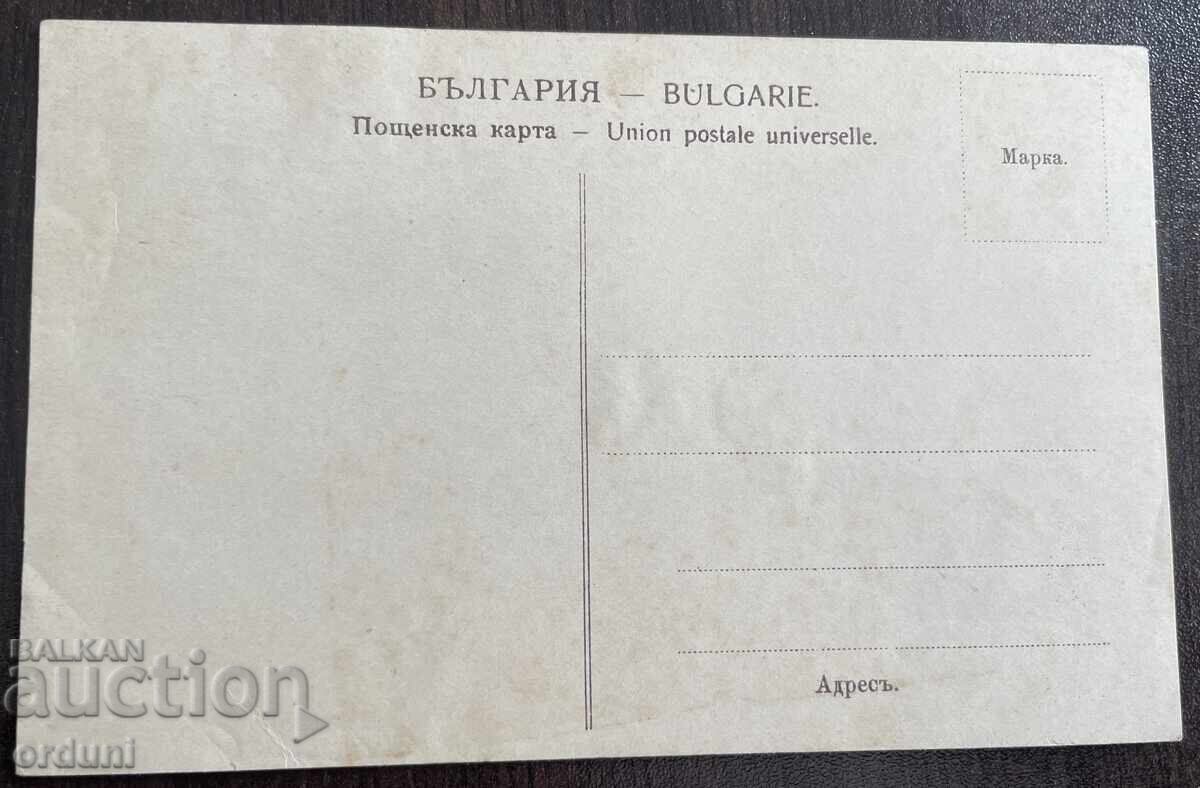 БЪЛГАРИЯ — BULGARIE.
Пощенска карта — Union postale universelle.
Марка.
Адресъ.
BALKAN
auction
orduni